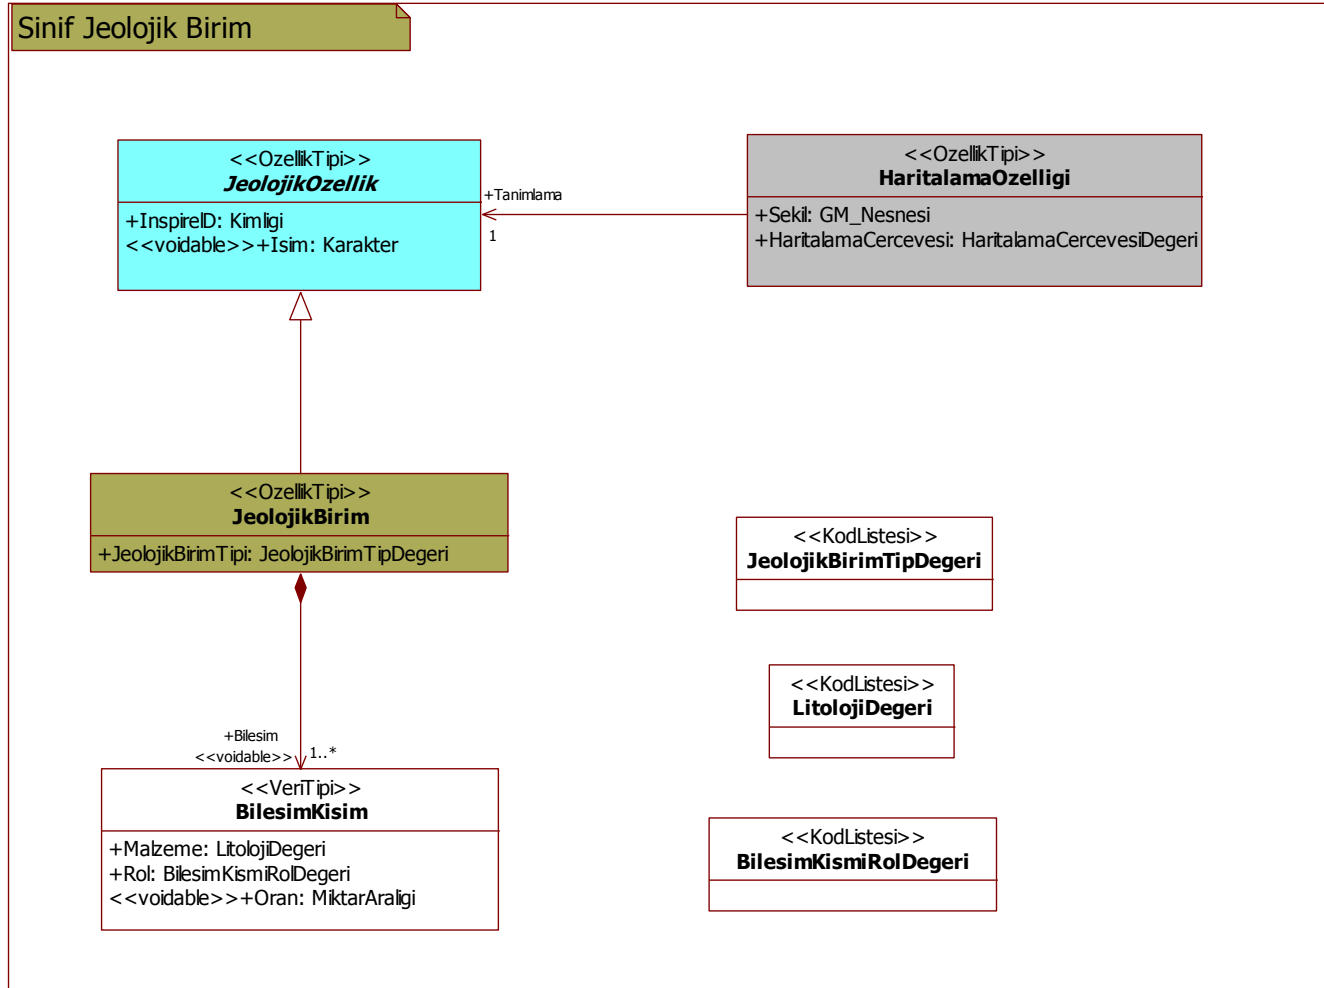 Sinif Jeolojik Birim
<<OzellikTipi>>
JeolojikOzellik
+InspireID: Kimligi
<<voidable>>+Isim: Karakter
+Tanimlama
1
<<OzellikTipi>>
HaritalamaOzelligi
+Sekil: GM_Nesnesi
+HaritalamaCercevesi: HaritalamaCercevesiDegeri
<<OzellikTipi>>
JeolojikBirim
+JeolojikBirimTipi: JeolojikBirimTipDegeri
<<KodListesi>>
JeolojikBirimTipDegeri
<<KodListesi>>
LitolojiDegeri
+Bilesim
<<voidable>>
1..*
<<VeriTipi>>
BilesimKisim
+Malzeme: LitolojiDegeri
+Rol: BilesimKismiRolDegeri
<<voidable>>+Oran: MiktarAraligi
<<KodListesi>>
BilesimKismiRolDegeri